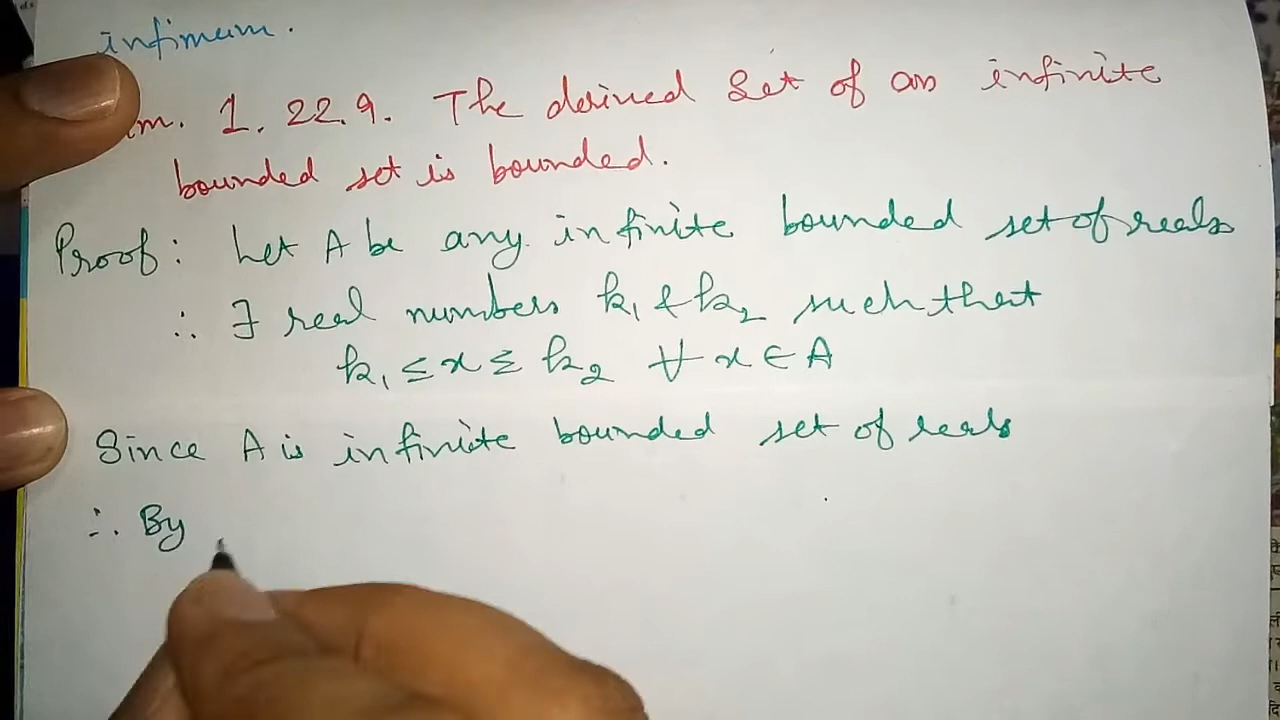 infimum.
m. 1.22.9. The derived set of an infinite
bounded set is bounded.
Proof: Let A be any infinite bounded set of reals
∴ ∃ real numbers k₁ & k₂ such that
k₁ ≤ x ≤ k₂ ∀ x ∈ A
Since A is infinite bounded set of reals
∴ By